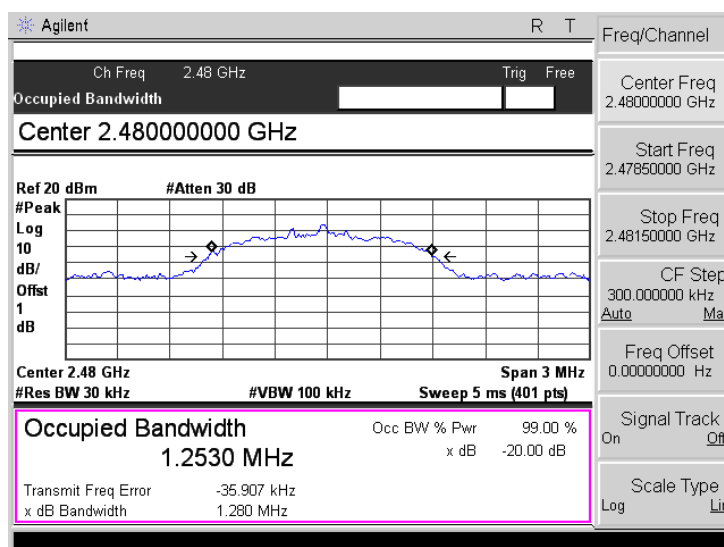 Agilent R T
Ch Freq 2.48 GHz Trig Free
Occupied Bandwidth
Center 2.480000000 GHz
Ref 20 dBm #Atten 30 dB
#Peak
Log
10
dB/
Offst
1
dB
Center 2.48 GHz Span 3 MHz
#Res BW 30 kHz #VBW 100 kHz Sweep 5 ms (401 pts)
Occupied Bandwidth
1.2530 MHz
Occ BW % Pwr 99.00 %
x dB -20.00 dB
Transmit Freq Error -35.907 kHz
x dB Bandwidth 1.280 MHz
Freq/Channel
Center Freq
2.48000000 GHz
Start Freq
2.47850000 GHz
Stop Freq
2.48150000 GHz
CF Step
300.000000 kHz
Auto Ma
Freq Offset
0.00000000 Hz
Signal Track
On Off
Scale Type
Log Li